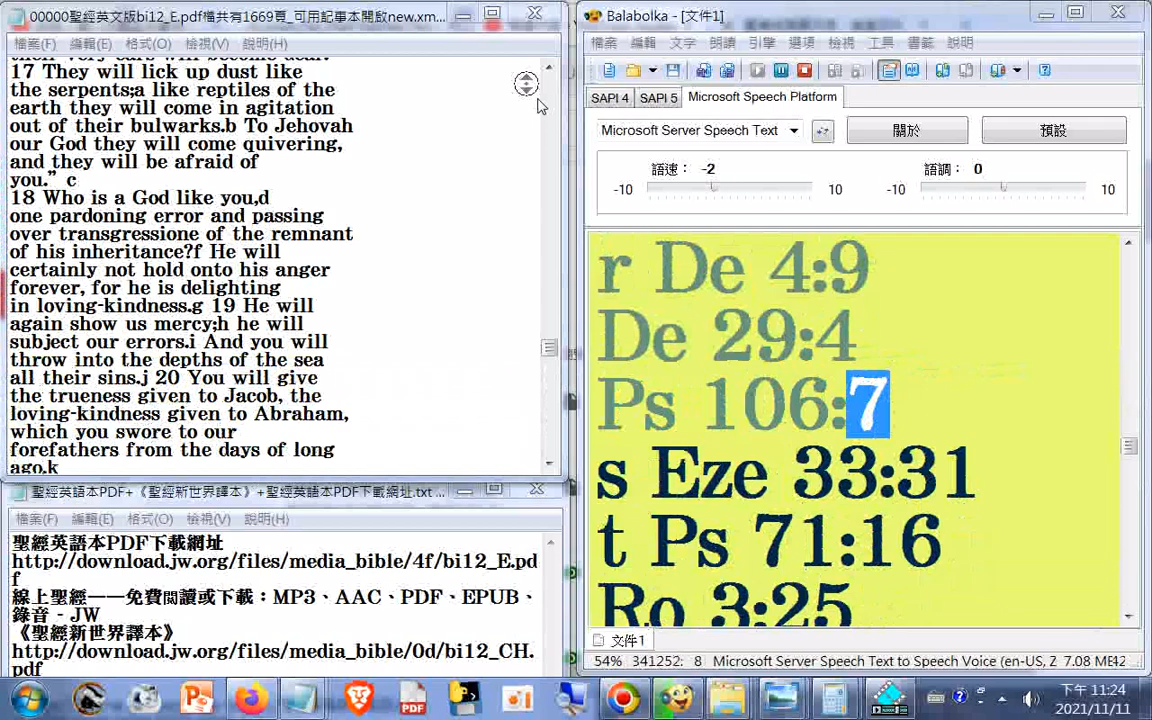 00000聖經英文版bi12_E.pdf檔共有1669頁_可用記事本開啟new.xm...
檔案(F) 編輯(E) 格式(O) 檢視(V) 說明(H)
17 They will lick up dust like
the serpents;a like reptiles of the
earth they will come in agitation
out of their bulwarks.b To Jehovah
our God they will come quivering,
and they will be afraid of
you.” c
18 Who is a God like you,d
one pardoning error and passing
over transgressione of the remnant
of his inheritance?f He will
certainly not hold onto his anger
forever, for he is delighting
in loving-kindness.g 19 He will
again show us mercy;h he will
subject our errors.i And you will
throw into the depths of the sea
all their sins.j 20 You will give
the trueness given to Jacob, the
loving-kindness given to Abraham,
which you swore to our
forefathers from the days of long
ago.k
聖經英語本PDF+《聖經新世界譯本》+聖經英語本PDF下載網址.txt ...
檔案(F) 編輯(E) 格式(O) 檢視(V) 說明(H)
聖經英語本PDF下載網址
http://download.jw.org/files/media_bible/4f/bi12_E.pd
f
線上聖經——免費閱讀或下載：MP3、AAC、PDF、EPUB、
錄音 - JW
《聖經新世界譯本》
http://download.jw.org/files/media_bible/0d/bi12_CH.
pdf
Balabolka - [文件1]
檔案 編輯 文字 朗讀 引擎 選項 檢視 工具 書籤 說明
SAPI 4 SAPI 5 Microsoft Speech Platform
Microsoft Server Speech Text 關於 預設
語速： -2 語調： 0
-10 10 -10 10
r De 4:9
De 29:4
Ps 106:7
s Eze 33:31
t Ps 71:16
Ro 3:25
文件1
54% 341252: 8 Microsoft Server Speech Text to Speech Voice (en-US, Z 7.08 ME42
下午 11:24
2021/11/11